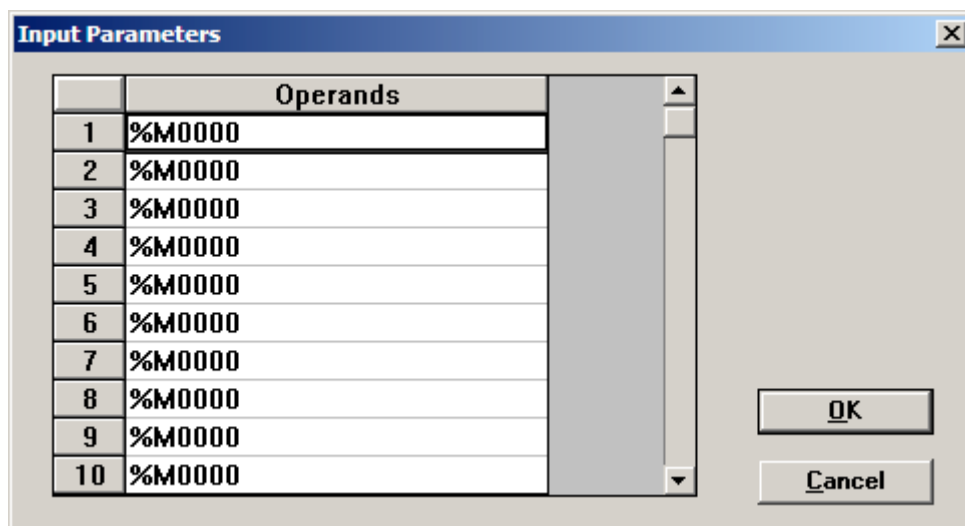 Input Parameters
Operands
1 %M0000
2 %M0000
3 %M0000
4 %M0000
5 %M0000
6 %M0000
7 %M0000
8 %M0000
9 %M0000
10 %M0000
OK
Cancel